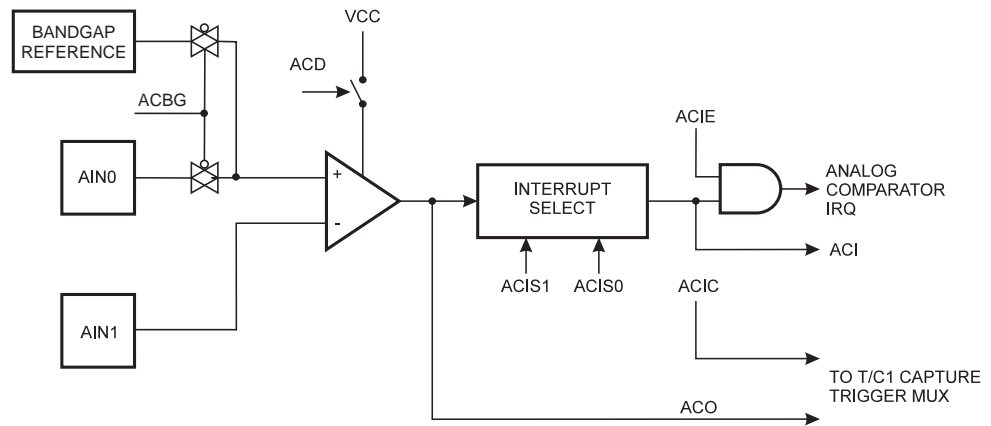 BANDGAP
REFERENCE
VCC
ACD
ACBG
ACIE
AIN0
+
-
INTERRUPT
SELECT
ANALOG
COMPARATOR
IRQ
ACI
ACIS1
ACIS0
ACIC
AIN1
TO T/C1 CAPTURE
TRIGGER MUX
ACO